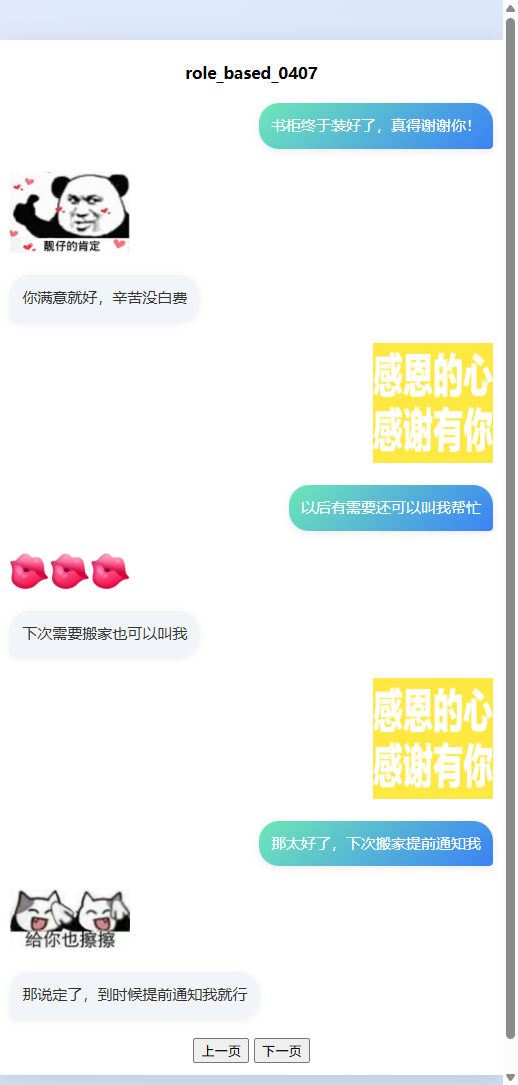 role_based_0407
书柜终于装好了，真得谢谢你！
靓仔的肯定
你满意就好，辛苦没白费
感恩的心
感谢有你
以后有需要还可以叫我帮忙
下次需要搬家也可以叫我
感恩的心
感谢有你
那太好了，下次搬家提前通知我
给你也擦擦
那说定了，到时候提前通知我就行
上一页 下一页